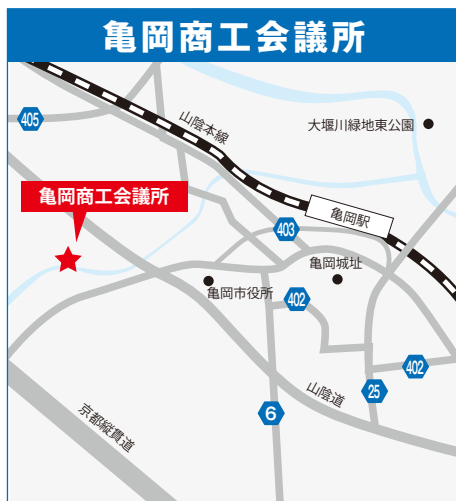 亀岡商工会議所
405
山陰本線
大堰川緑地東公園
亀岡商工会議所
亀岡駅
403
亀岡城址
亀岡市役所
402
402
25
山陰道
6
京都縦貫道